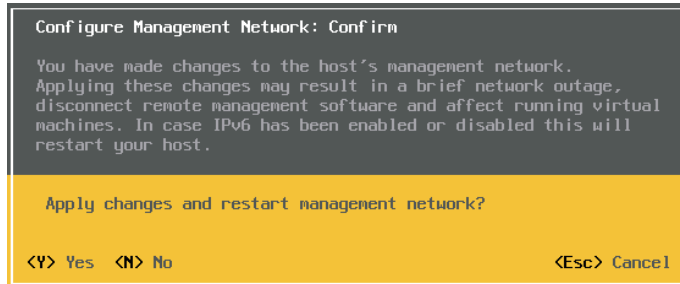 Configure Management Network: Confirm
You have made changes to the host's management network.
Applying these changes may result in a brief network outage,
disconnect remote management software and affect running virtual
machines. In case IPv6 has been enabled or disabled this will
restart your host.
Apply changes and restart management network?
<Y> Yes <N> No <Esc> Cancel